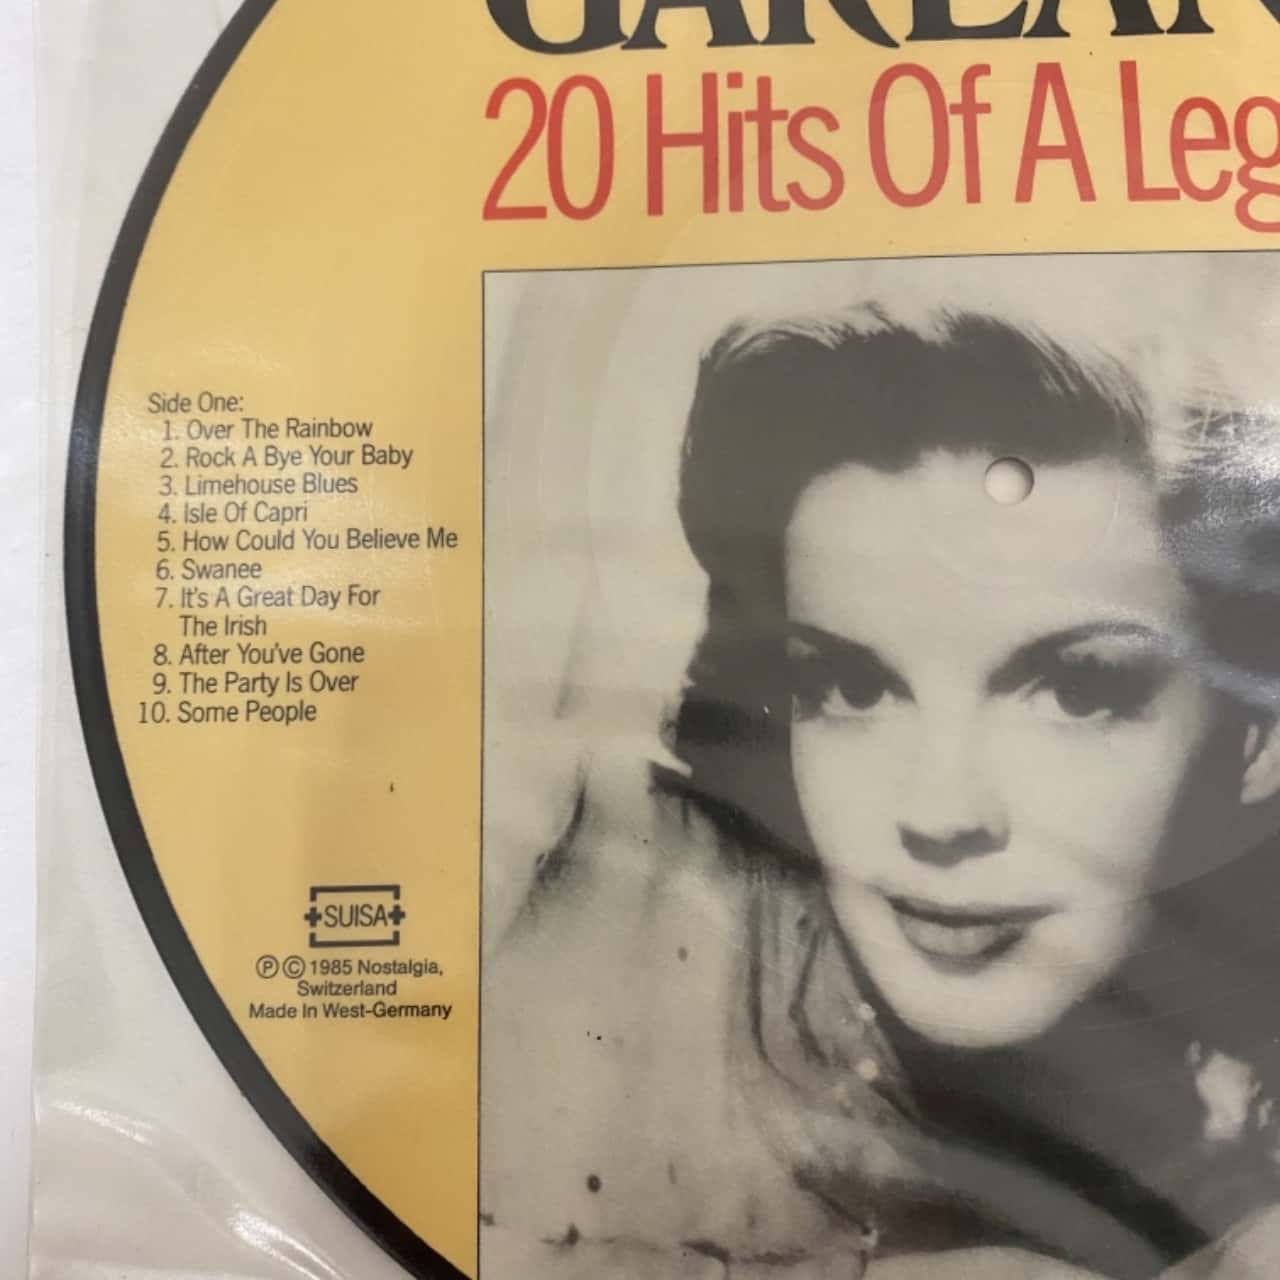 20 Hits Of A Leg
Side One:
1. Over The Rainbow
2. Rock A Bye Your Baby
3. Limehouse Blues
4. Isle Of Capri
5. How Could You Believe Me
6. Swanee
7. It's A Great Day For
The Irish
8. After You've Gone
9. The Party Is Over
10. Some People
SUISA
Ⓟ Ⓒ 1985 Nostalgia,
Switzerland
Made In West-Germany